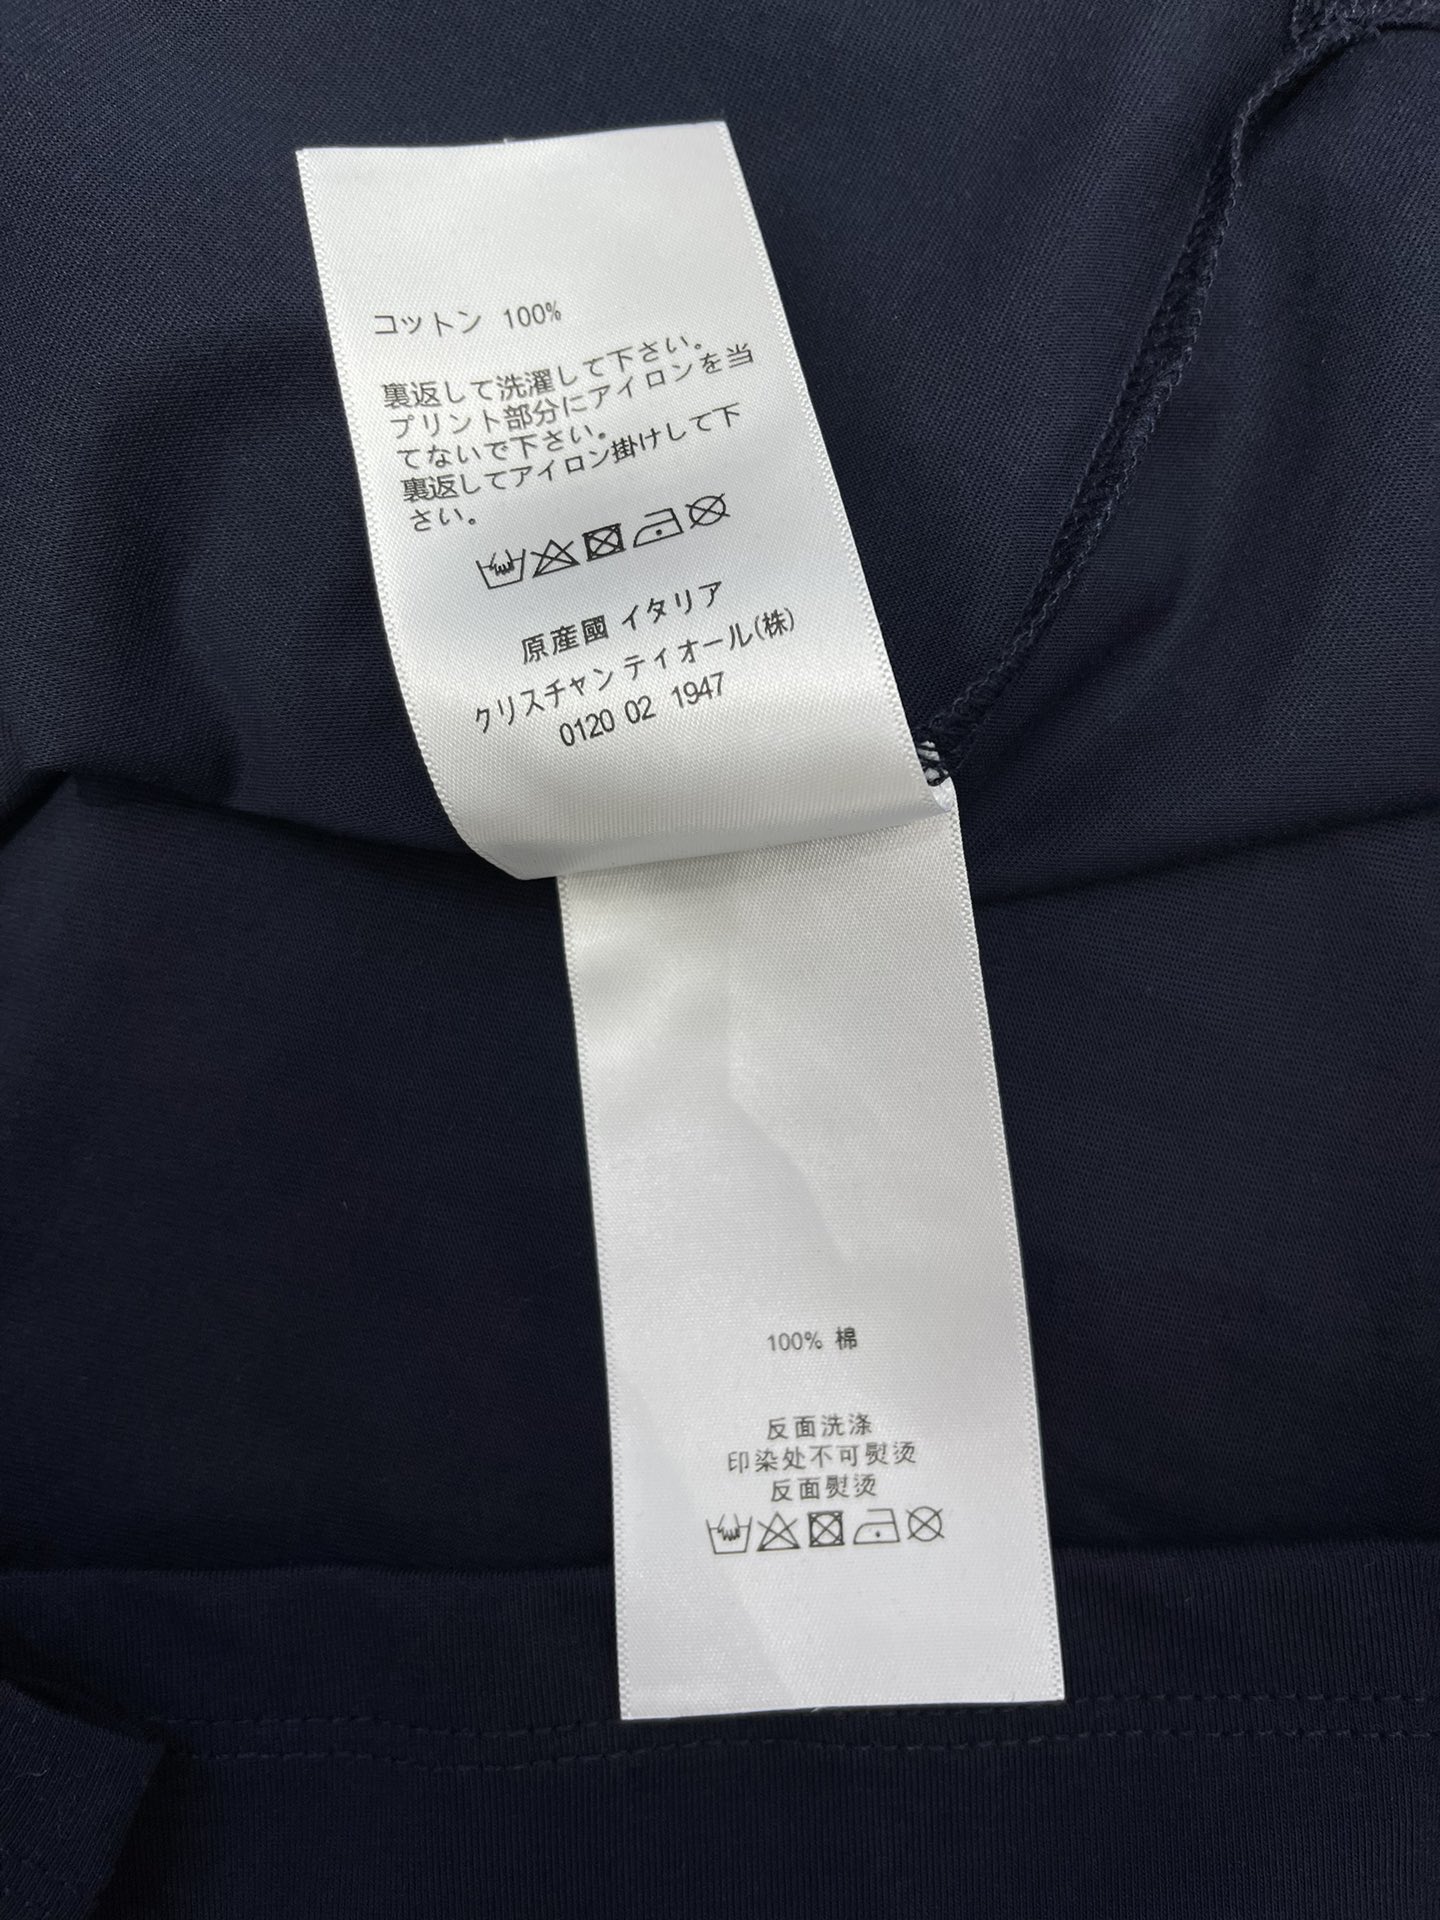 コットン 100%
裏返して洗濯して下さい。
プリント部分にアイロンを当
てないで下さい。
裏返してアイロン掛けして下
さい。
原産國 イタリア
クリスチャン ティオール(株)
0120 02 1947
100% 棉
反面洗涤
印染处不可熨烫
反面熨烫